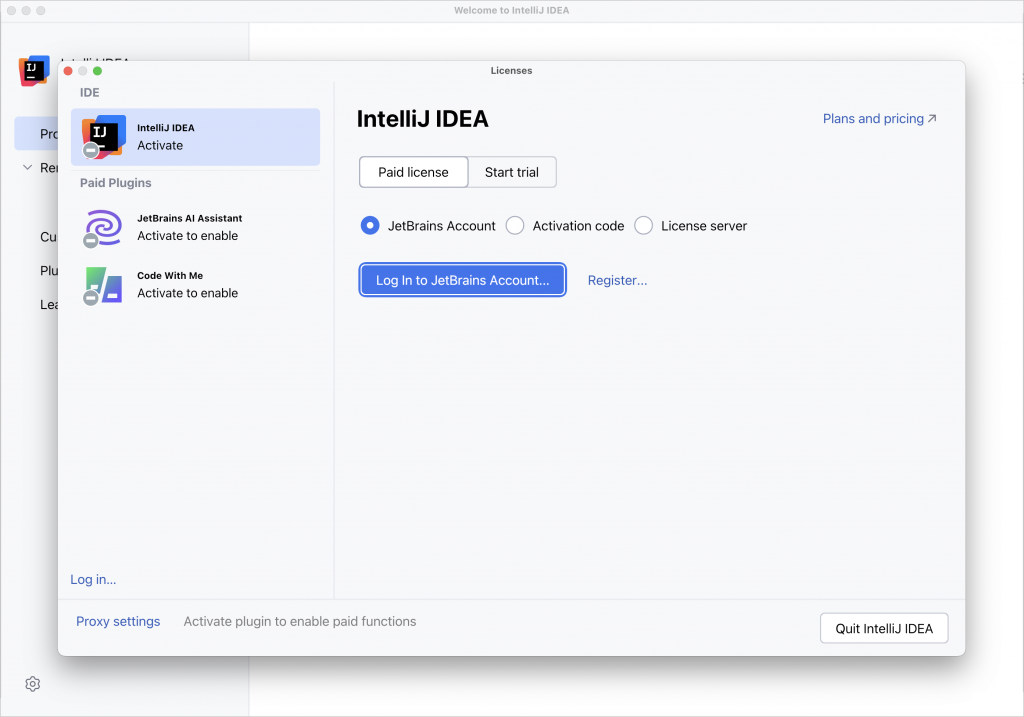 Welcome to IntelliJ IDEA
Licenses
IDE
IJ
IntelliJ IDEA
Activate
Paid Plugins
JetBrains AI Assistant
Activate to enable
Code With Me
Activate to enable
Log in...
IntelliJ IDEA
Plans and pricing ↗
Paid license
Start trial
JetBrains Account
Activation code
License server
Log In to JetBrains Account...
Register...
Proxy settings
Activate plugin to enable paid functions
Quit IntelliJ IDEA
IJ
Pro
Cu
Plu
Lea